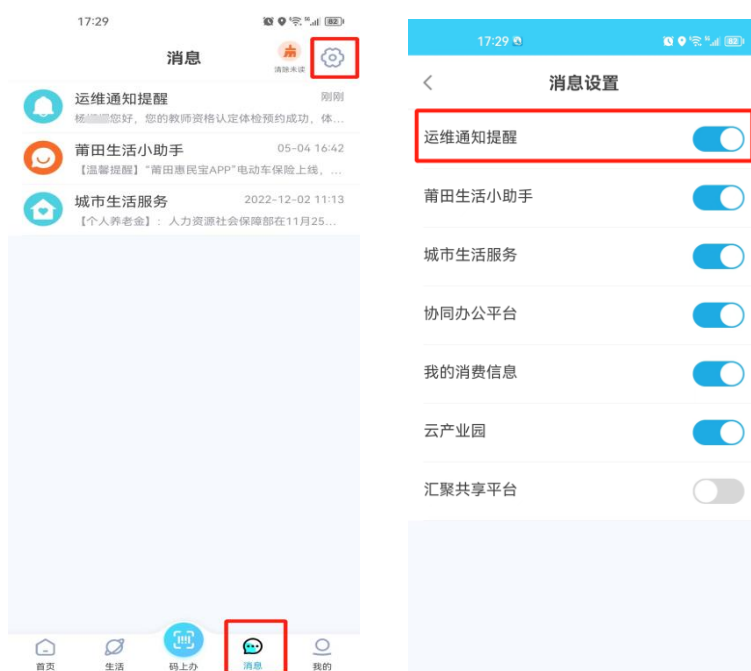 17:29
82
消息
清除未读
运维通知提醒
刚刚
杨 您好，您的教师资格认定体检预约成功，体...
莆田生活小助手
05-04 16:42
【温馨提醒】“莆田惠民宝APP”电动车保险上线，...
城市生活服务
2022-12-02 11:13
【个人养老金】：人力资源社会保障部在11月25...
首页
生活
码上办
消息
我的
17:29
82
消息设置
运维通知提醒
莆田生活小助手
城市生活服务
协同办公平台
我的消费信息
云产业园
汇聚共享平台